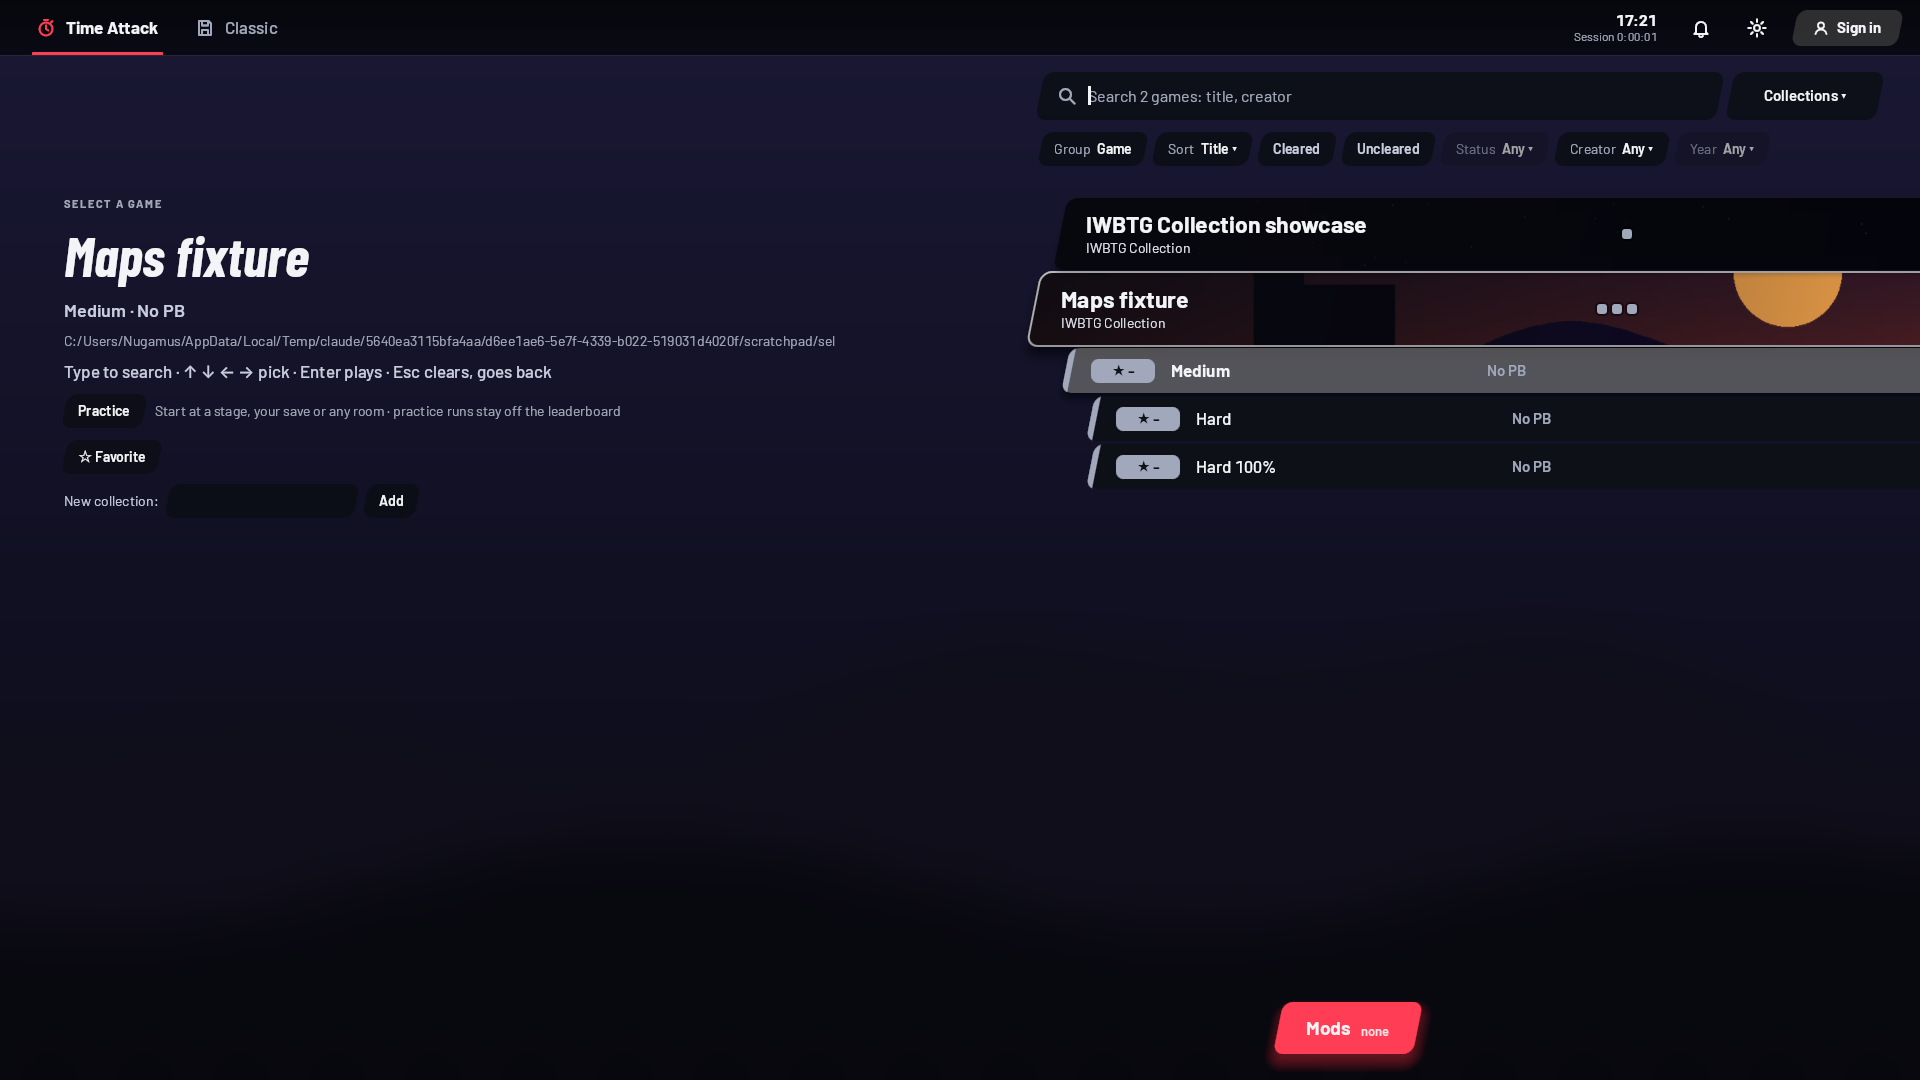 Time Attack
Classic
17:21
Session 0:00:01
Sign in
Search 2 games: title, creator
Collections ▾
Group Game
Sort Title ▾
Cleared
Uncleared
Status Any ▾
Creator Any ▾
Year Any ▾
SELECT A GAME
Maps fixture
Medium · No PB
C:/Users/Nugamus/AppData/Local/Temp/claude/5640ea3115bfa4aa/d6ee1ae6-5e7f-4339-b022-519031d4020f/scratchpad/sel
Type to search · ↑ ↓ ← → pick · Enter plays · Esc clears, goes back
Practice
Start at a stage, your save or any room · practice runs stay off the leaderboard
☆ Favorite
New collection:
Add
IWBTG Collection showcase
IWBTG Collection
Maps fixture
IWBTG Collection
★ – Medium No PB
★ – Hard No PB
★ – Hard 100% No PB
Mods none